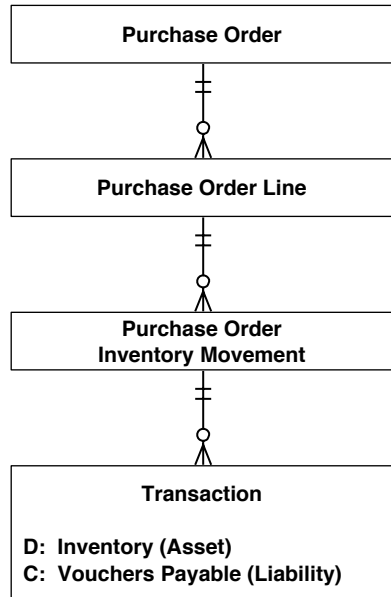 Purchase Order
Purchase Order Line
Purchase Order
Inventory Movement
Transaction
D: Inventory (Asset)
C: Vouchers Payable (Liability)